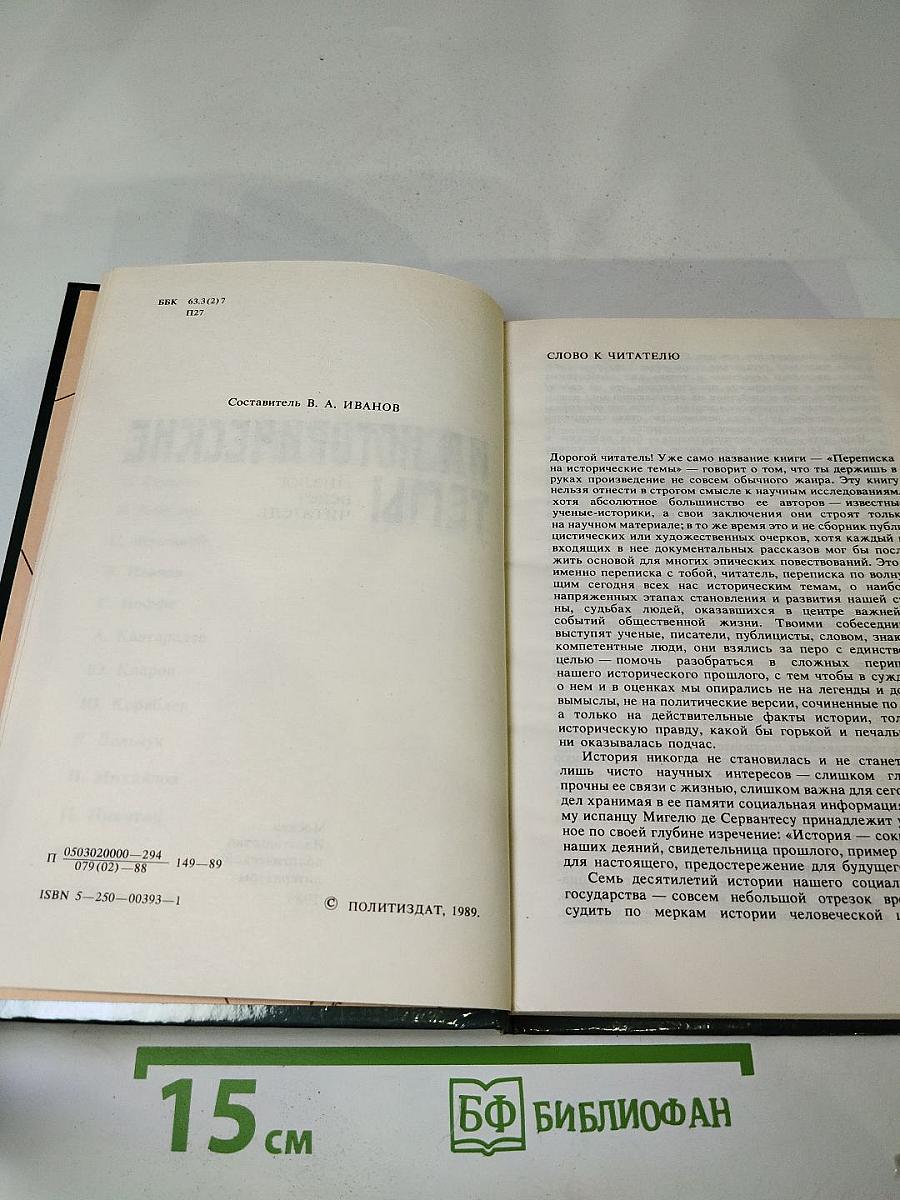 ББК 63.3(2)7
П27
Составитель В. А. ИВАНОВ
П 0503020000—294 149—89
079(02)—88
ISBN 5—250—00393—1
© ПОЛИТИЗДАТ, 1989.
СЛОВО К ЧИТАТЕЛЮ
Дорогой читатель! Уже само название книги — «Переписка
на исторические темы» — говорит о том, что ты держишь в
руках произведение не совсем обычного жанра. Эту книгу
нельзя отнести в строгом смысле к научным исследованиям,
хотя абсолютное большинство ее авторов — известны
ученые-историки, а свои заключения они строят тольк
на научном материале; в то же время это и не сборник публи
цистических или художественных очерков, хотя каждый
входящих в нее документальных рассказов мог бы посл
жить основой для многих эпических повествований. Это
именно переписка с тобой, читатель, переписка по волну
щим сегодня всех нас историческим темам, о наибо
напряженных этапах становления и развития нашей с
ны, судьбах людей, оказавшихся в центре важней
событий общественной жизни. Твоими собеседни
выступят ученые, писатели, публицисты, словом, знак
компетентные люди, они взялись за перо с единств
целью — помочь разобраться в сложных перип
нашего исторического прошлого, с тем чтобы в сужд
о нем и в оценках мы опирались не на легенды и до
вымыслы, не на политические версии, сочиненные по
а только на действительные факты истории, тол
историческую правду, какой бы горькой и печаль
ни оказывалась подчас.
История никогда не становилась и не станет
лишь чисто научных интересов — слишком гл
прочны ее связи с жизнью, слишком важна для сего
дел хранимая в ее памяти социальная информация
му испанцу Мигелю де Сервантесу принадлежит у
ное по своей глубине изречение: «История — сок
наших деяний, свидетельница прошлого, пример
для настоящего, предостережение для будущег
Семь десятилетий истории нашего социал
государства — совсем небольшой отрезок вр
судить по меркам истории человеческой ц
15 см
БФ БИБЛИОФАН